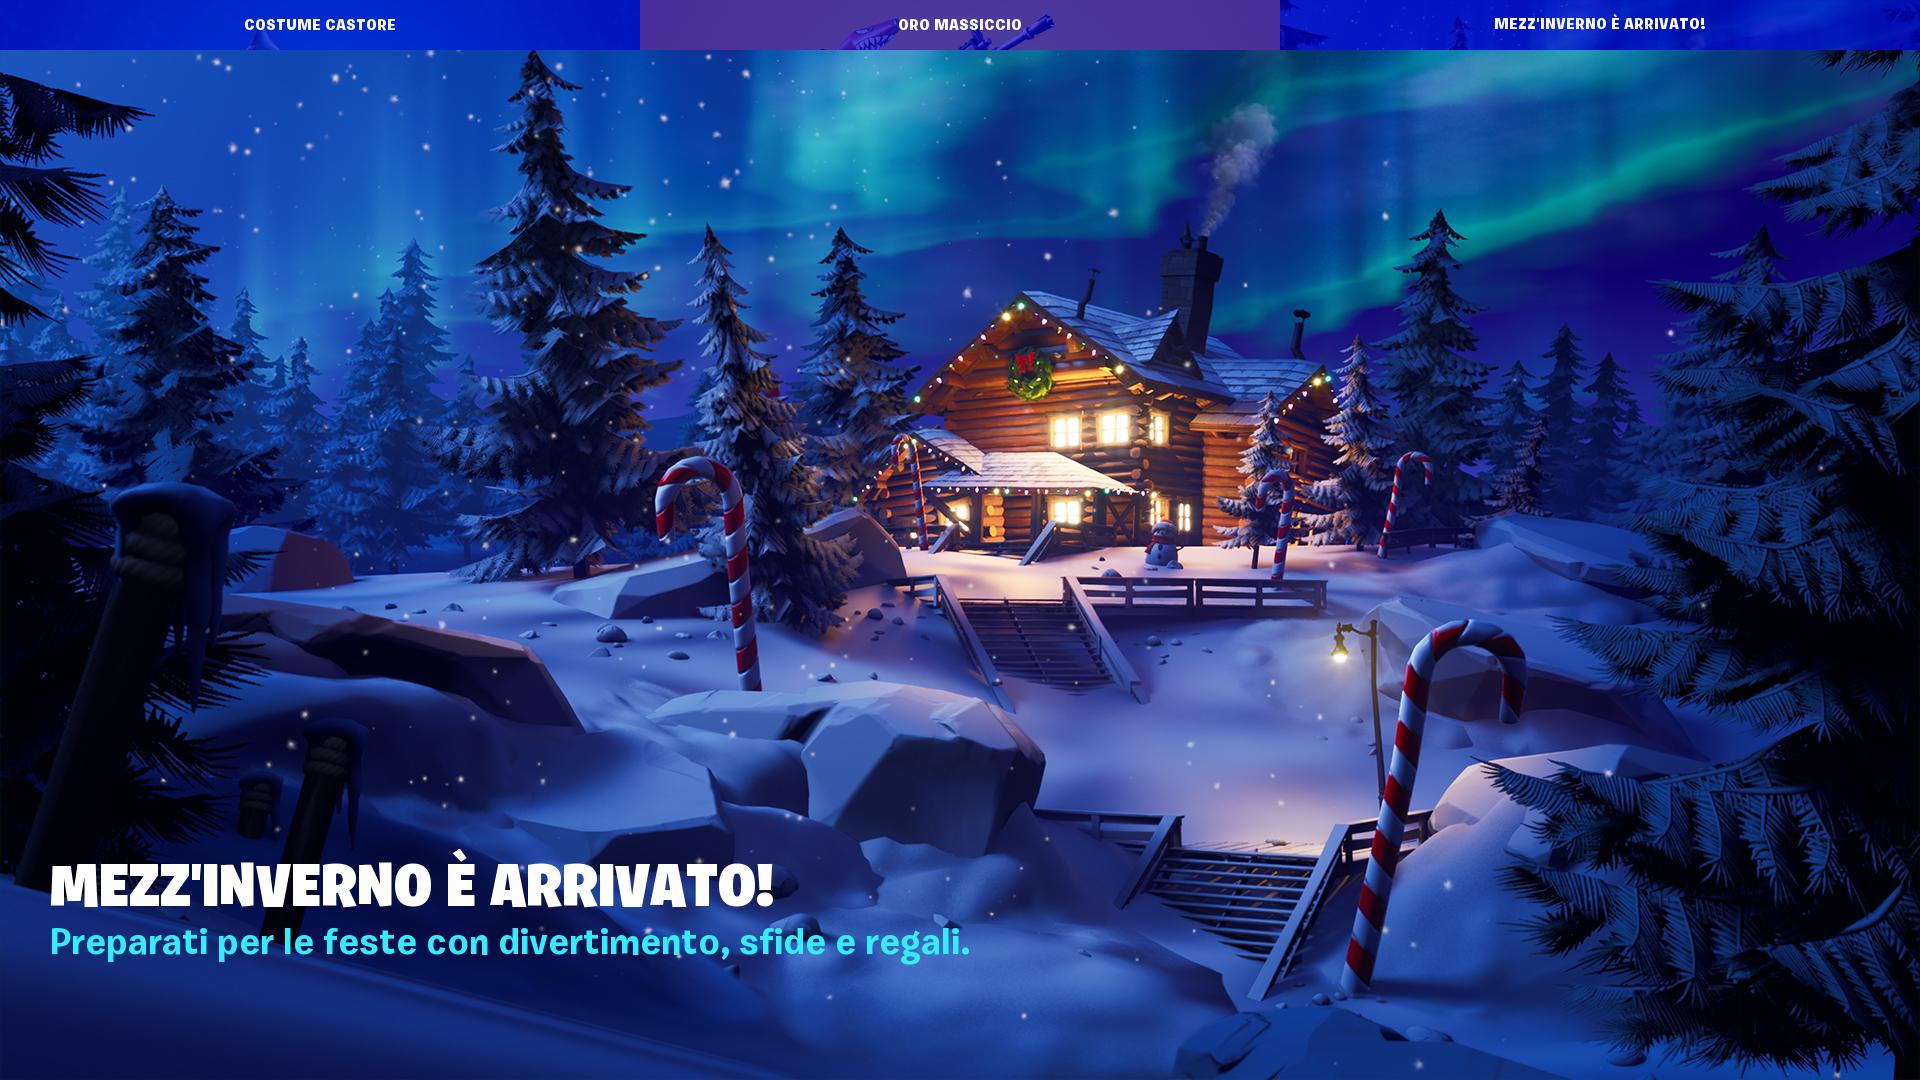 COSTUME CASTORE
ORO MASSICCIO
MEZZ'INVERNO È ARRIVATO!
MEZZ'INVERNO È ARRIVATO!
Preparati per le feste con divertimento, sfide e regali.